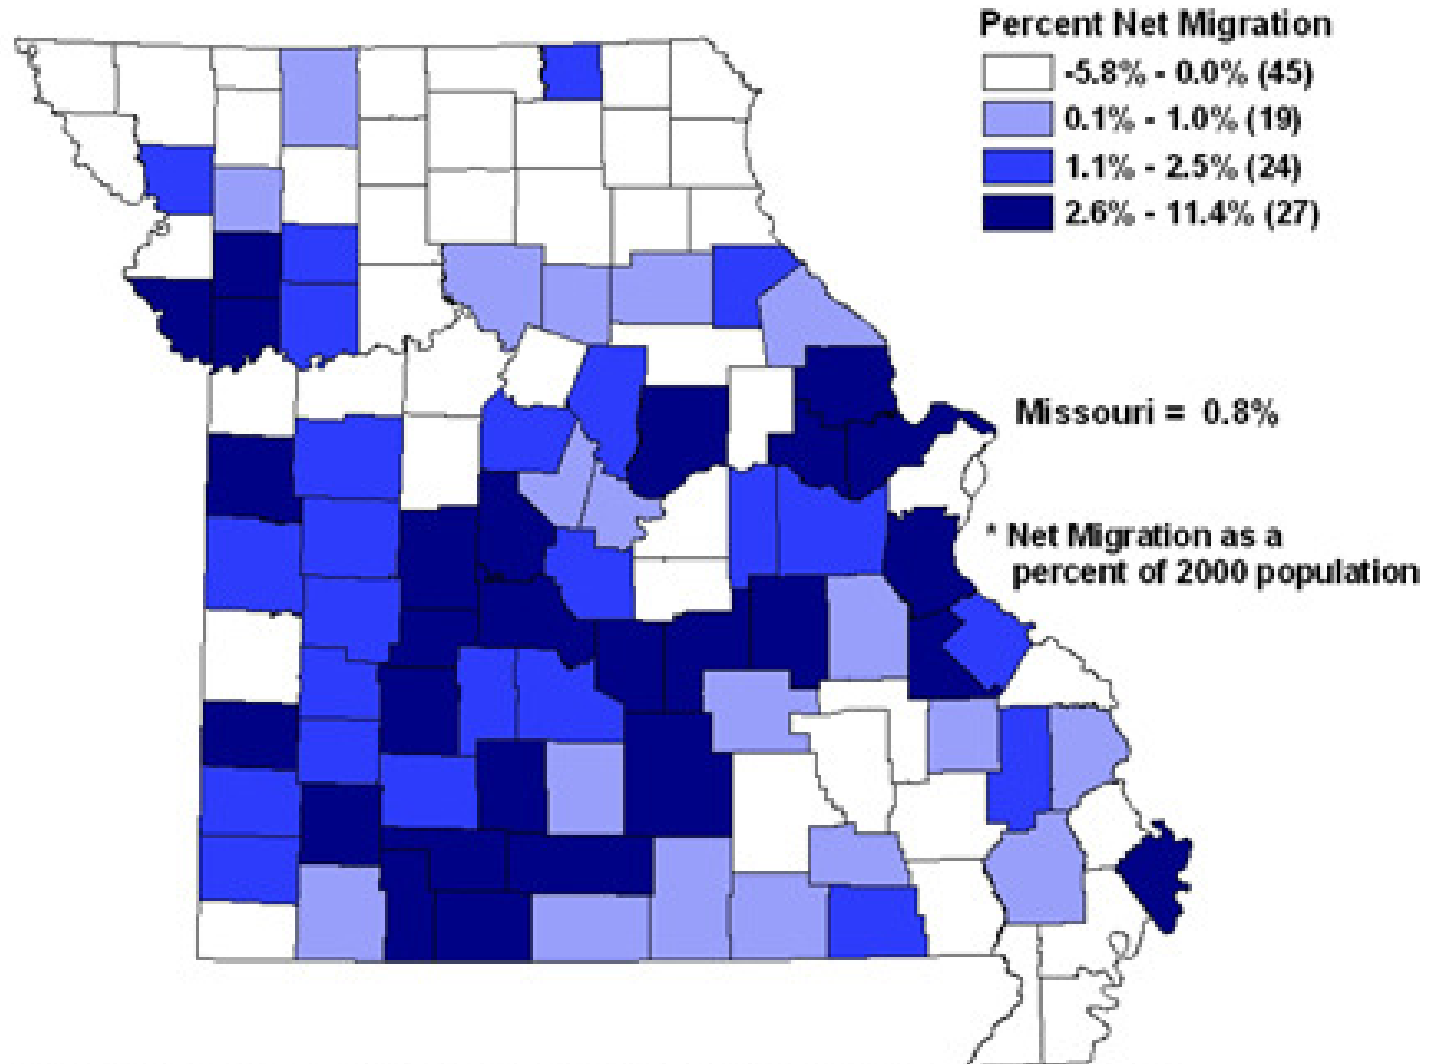 Percent Net Migration
-5.8% - 0.0% (45)
0.1% - 1.0% (19)
1.1% - 2.5% (24)
2.6% - 11.4% (27)
Missouri = 0.8%
* Net Migration as a
percent of 2000 population